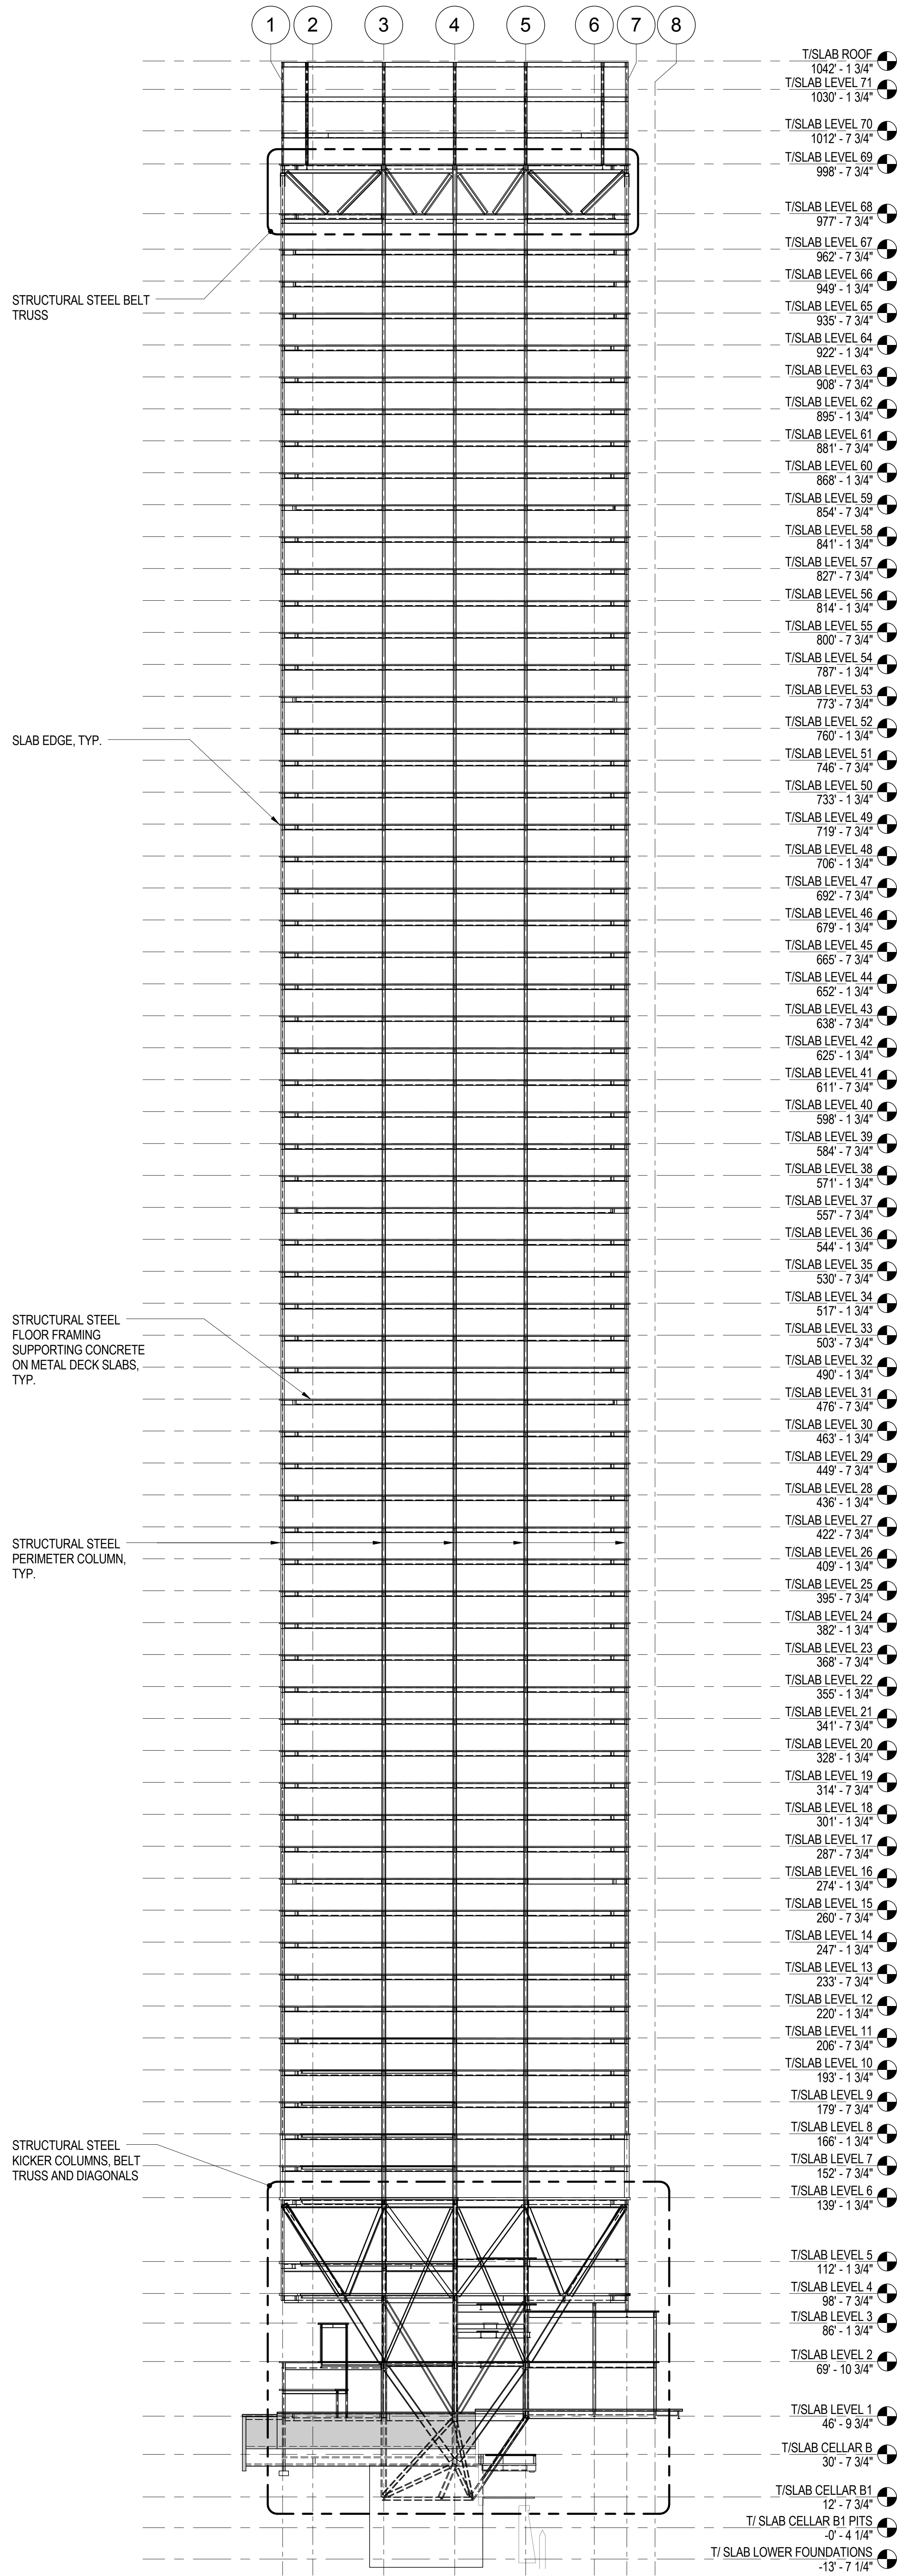 1 2 3 4 5 6 7 8
T/SLAB ROOF
1042' - 1 3/4"
T/SLAB LEVEL 71
1030' - 1 3/4"
T/SLAB LEVEL 70
1012' - 7 3/4"
T/SLAB LEVEL 69
998' - 7 3/4"
T/SLAB LEVEL 68
977' - 7 3/4"
T/SLAB LEVEL 67
962' - 7 3/4"
T/SLAB LEVEL 66
949' - 1 3/4"
STRUCTURAL STEEL BELT
TRUSS
T/SLAB LEVEL 65
935' - 7 3/4"
T/SLAB LEVEL 64
922' - 1 3/4"
T/SLAB LEVEL 63
908' - 7 3/4"
T/SLAB LEVEL 62
895' - 1 3/4"
T/SLAB LEVEL 61
881' - 7 3/4"
T/SLAB LEVEL 60
868' - 1 3/4"
T/SLAB LEVEL 59
854' - 7 3/4"
T/SLAB LEVEL 58
841' - 1 3/4"
T/SLAB LEVEL 57
827' - 7 3/4"
T/SLAB LEVEL 56
814' - 1 3/4"
T/SLAB LEVEL 55
800' - 7 3/4"
T/SLAB LEVEL 54
787' - 1 3/4"
T/SLAB LEVEL 53
773' - 7 3/4"
T/SLAB LEVEL 52
760' - 1 3/4"
SLAB EDGE, TYP.
T/SLAB LEVEL 51
746' - 7 3/4"
T/SLAB LEVEL 50
733' - 1 3/4"
T/SLAB LEVEL 49
719' - 7 3/4"
T/SLAB LEVEL 48
706' - 1 3/4"
T/SLAB LEVEL 47
692' - 7 3/4"
T/SLAB LEVEL 46
679' - 1 3/4"
T/SLAB LEVEL 45
665' - 7 3/4"
T/SLAB LEVEL 44
652' - 1 3/4"
T/SLAB LEVEL 43
638' - 7 3/4"
T/SLAB LEVEL 42
625' - 1 3/4"
T/SLAB LEVEL 41
611' - 7 3/4"
T/SLAB LEVEL 40
598' - 1 3/4"
T/SLAB LEVEL 39
584' - 7 3/4"
T/SLAB LEVEL 38
571' - 1 3/4"
T/SLAB LEVEL 37
557' - 7 3/4"
T/SLAB LEVEL 36
544' - 1 3/4"
T/SLAB LEVEL 35
530' - 7 3/4"
T/SLAB LEVEL 34
517' - 1 3/4"
STRUCTURAL STEEL
FLOOR FRAMING
SUPPORTING CONCRETE
ON METAL DECK SLABS,
TYP.
T/SLAB LEVEL 33
503' - 7 3/4"
T/SLAB LEVEL 32
490' - 1 3/4"
T/SLAB LEVEL 31
476' - 7 3/4"
T/SLAB LEVEL 30
463' - 1 3/4"
T/SLAB LEVEL 29
449' - 7 3/4"
T/SLAB LEVEL 28
436' - 1 3/4"
T/SLAB LEVEL 27
422' - 7 3/4"
STRUCTURAL STEEL
PERIMETER COLUMN,
TYP.
T/SLAB LEVEL 26
409' - 1 3/4"
T/SLAB LEVEL 25
395' - 7 3/4"
T/SLAB LEVEL 24
382' - 1 3/4"
T/SLAB LEVEL 23
368' - 7 3/4"
T/SLAB LEVEL 22
355' - 1 3/4"
T/SLAB LEVEL 21
341' - 7 3/4"
T/SLAB LEVEL 20
328' - 1 3/4"
T/SLAB LEVEL 19
314' - 7 3/4"
T/SLAB LEVEL 18
301' - 1 3/4"
T/SLAB LEVEL 17
287' - 7 3/4"
T/SLAB LEVEL 16
274' - 1 3/4"
T/SLAB LEVEL 15
260' - 7 3/4"
T/SLAB LEVEL 14
247' - 1 3/4"
T/SLAB LEVEL 13
233' - 7 3/4"
T/SLAB LEVEL 12
220' - 1 3/4"
T/SLAB LEVEL 11
206' - 7 3/4"
T/SLAB LEVEL 10
193' - 1 3/4"
T/SLAB LEVEL 9
179' - 7 3/4"
T/SLAB LEVEL 8
166' - 1 3/4"
STRUCTURAL STEEL
KICKER COLUMNS, BELT
TRUSS AND DIAGONALS
T/SLAB LEVEL 7
152' - 7 3/4"
T/SLAB LEVEL 6
139' - 1 3/4"
T/SLAB LEVEL 5
112' - 1 3/4"
T/SLAB LEVEL 4
98' - 7 3/4"
T/SLAB LEVEL 3
86' - 1 3/4"
T/SLAB LEVEL 2
69' - 10 3/4"
T/SLAB LEVEL 1
46' - 9 3/4"
T/SLAB CELLAR B
30' - 7 3/4"
T/SLAB CELLAR B1
12' - 7 3/4"
T/ SLAB CELLAR B1 PITS
-0' - 4 1/4"
T/ SLAB LOWER FOUNDATIONS
-13' - 7 1/4"